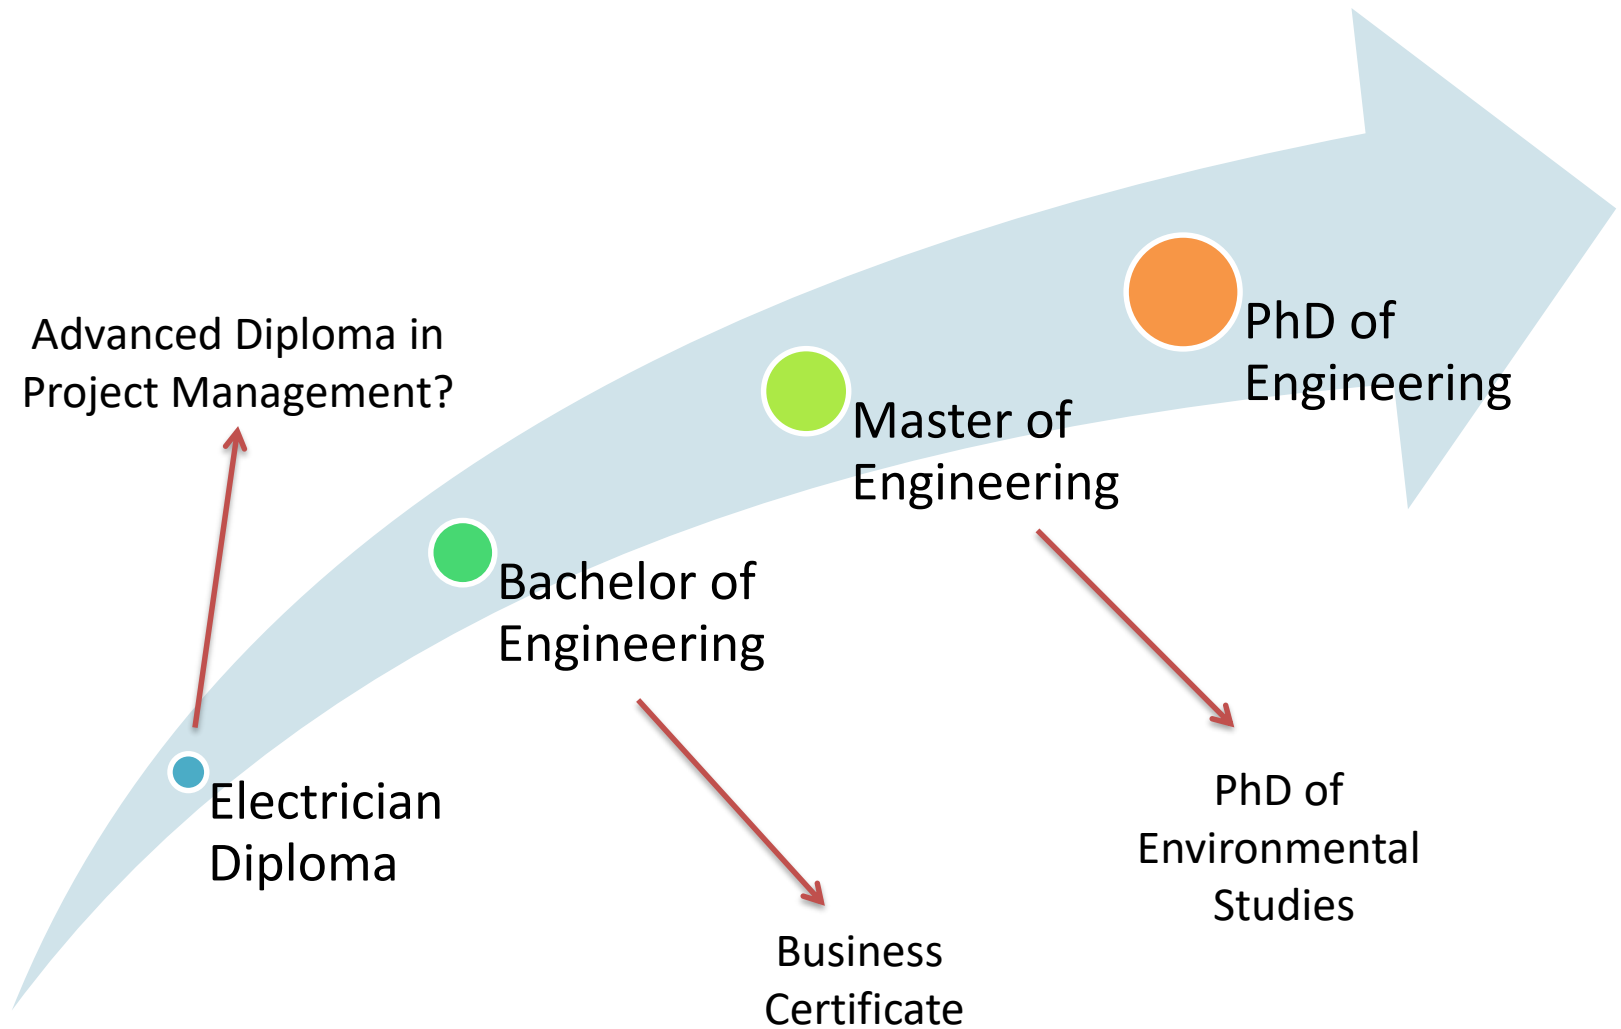 Advanced Diploma in
Project Management?
PhD of
Engineering
Master of
Engineering
Bachelor of
Engineering
Electrician
Diploma
PhD of
Environmental
Studies
Business
Certificate